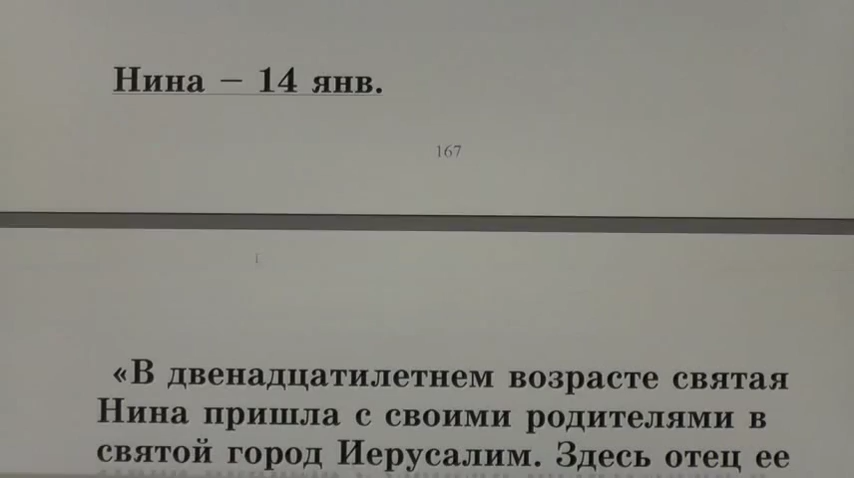 Нина – 14 янв.
167
«В двенадцатилетнем возрасте святая
Нина пришла с своими родителями в
святой город Иерусалим. Здесь отец ее